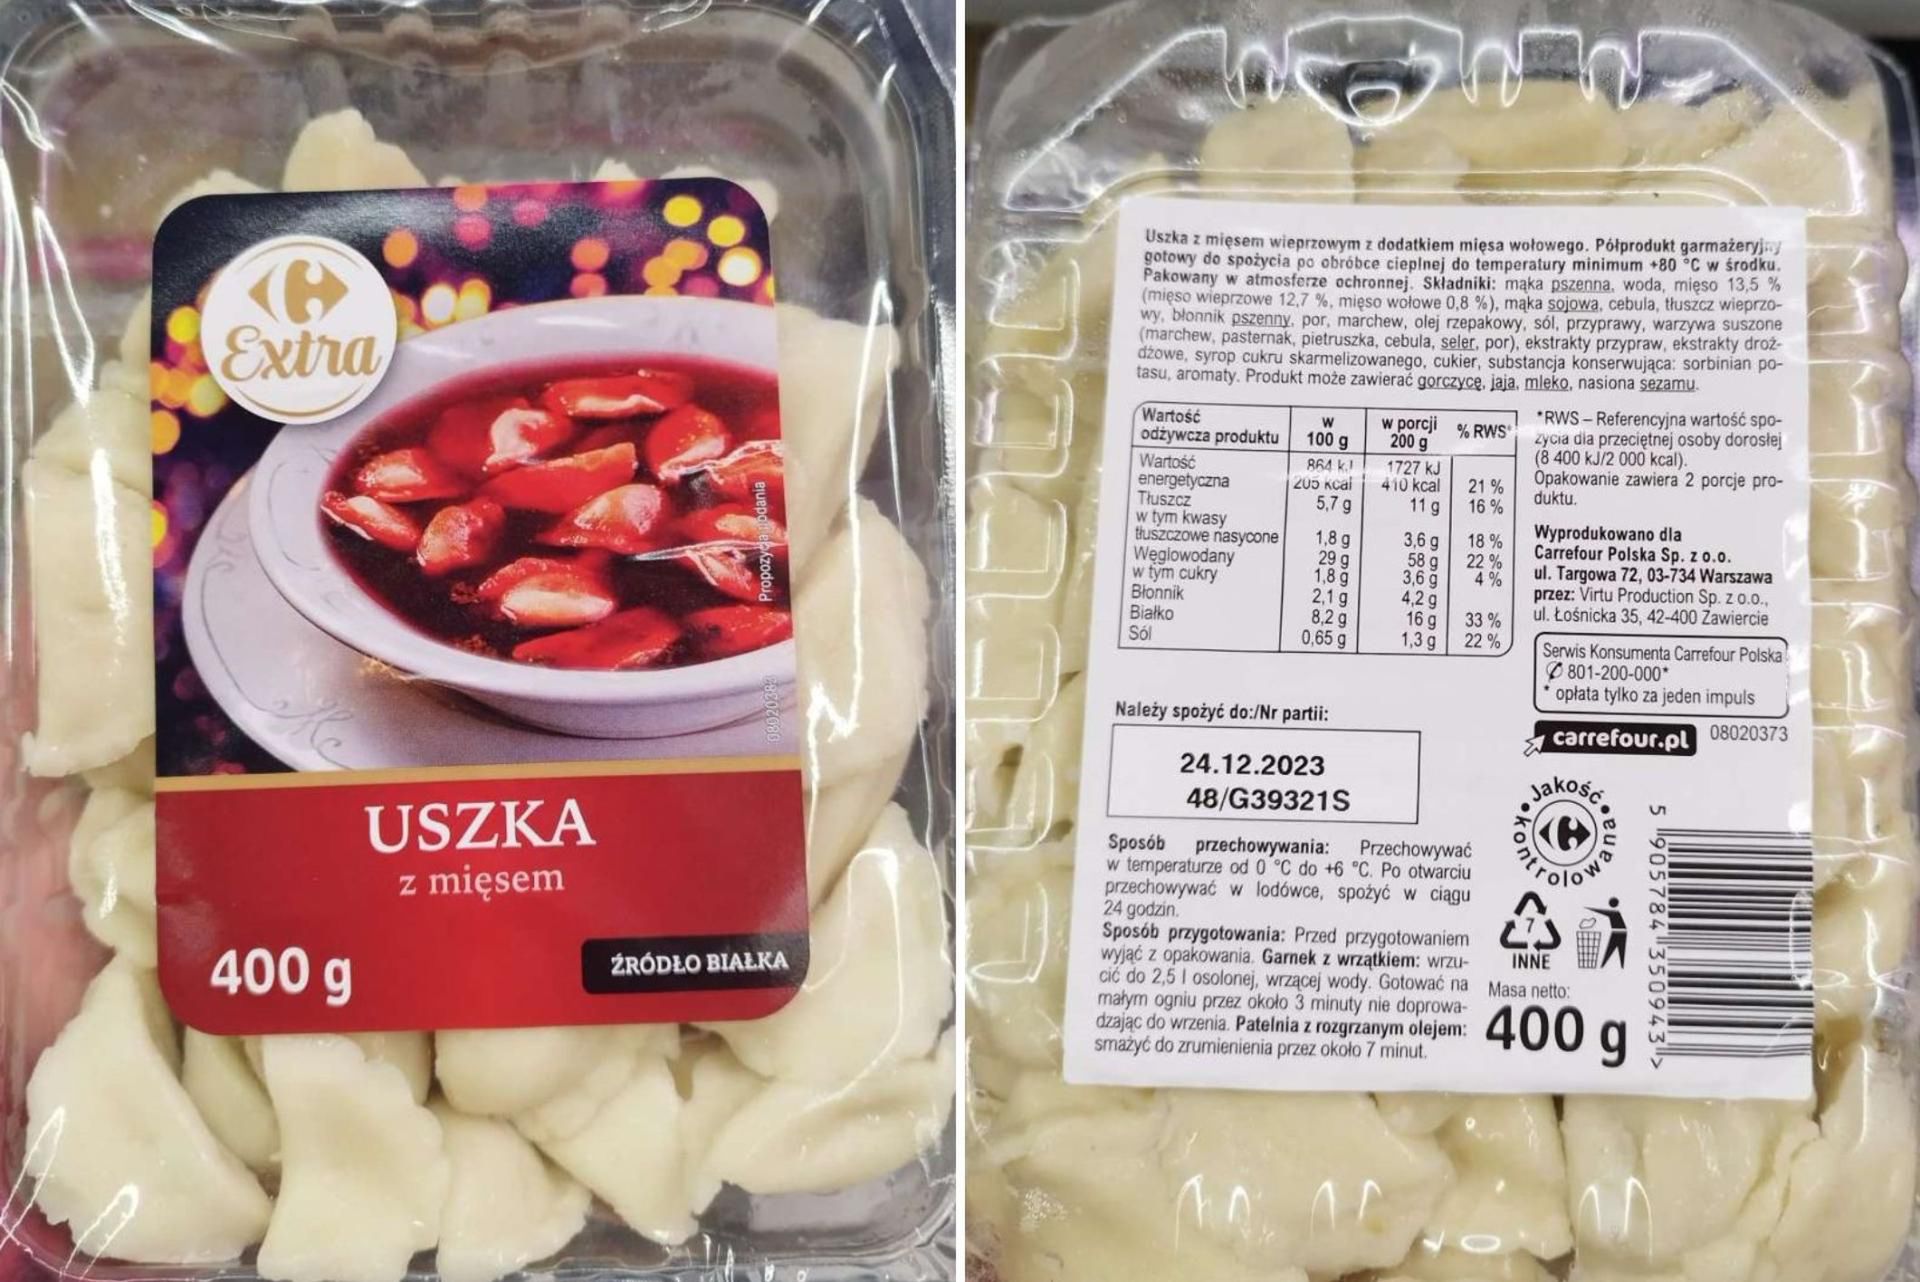 Extra
Propozycja podania
08020383
USZKA
z mięsem
400 g
ŹRÓDŁO BIAŁKA
Uszka z mięsem wieprzowym z dodatkiem mięsa wołowego. Półprodukt garmażeryjny
gotowy do spożycia po obróbce cieplnej do temperatury minimum +80 °C w środku.
Pakowany w atmosferze ochronnej. Składniki: mąka pszenna, woda, mięso 13,5 %
(mięso wieprzowe 12,7 %, mięso wołowe 0,8 %), mąka sojowa, cebula, tłuszcz wieprzo-
wy, błonnik pszenny, por, marchew, olej rzepakowy, sól, przyprawy, warzywa suszone
(marchew, pasternak, pietruszka, cebula, seler, por), ekstrakty przypraw, ekstrakty droż-
dżowe, syrop cukru skarmelizowanego, cukier, substancja konserwująca: sorbinian po-
tasu, aromaty. Produkt może zawierać gorczycę, jaja, mleko, nasiona sezamu.
Wartość odżywcza produktu w 100 g w porcji 200 g % RWS*
Wartość 864 kJ 1727 kJ
energetyczna 205 kcal 410 kcal 21 %
Tłuszcz 5,7 g 11 g 16 %
w tym kwasy
tłuszczowe nasycone 1,8 g 3,6 g 18 %
Węglowodany 29 g 58 g 22 %
w tym cukry 1,8 g 3,6 g 4 %
Błonnik 2,1 g 4,2 g
Białko 8,2 g 16 g 33 %
Sól 0,65 g 1,3 g 22 %
*RWS – Referencyjna wartość spo-
życia dla przeciętnej osoby dorosłej
(8 400 kJ/2 000 kcal).
Opakowanie zawiera 2 porcje pro-
duktu.
Wyprodukowano dla
Carrefour Polska Sp. z o.o.
ul. Targowa 72, 03-734 Warszawa
przez: Virtu Production Sp. z o.o.,
ul. Łośnicka 35, 42-400 Zawiercie
Serwis Konsumenta Carrefour Polska
801-200-000*
* opłata tylko za jeden impuls
carrefour.pl 08020373
Należy spożyć do:/Nr partii:
24.12.2023
48/G39321S
Sposób przechowywania: Przechowywać
w temperaturze od 0 °C do +6 °C. Po otwarciu
przechowywać w lodówce, spożyć w ciągu
24 godzin.
Sposób przygotowania: Przed przygotowaniem
wyjąć z opakowania. Garnek z wrzątkiem: wrzu-
cić do 2,5 l osolonej, wrzącej wody. Gotować na
małym ogniu przez około 3 minuty nie doprowa-
dzając do wrzenia. Patelnia z rozgrzanym olejem:
smażyć do zrumienienia przez około 7 minut.
Jakość kontrolowana
7
INNE
Masa netto:
400 g
5 905784 350943 >